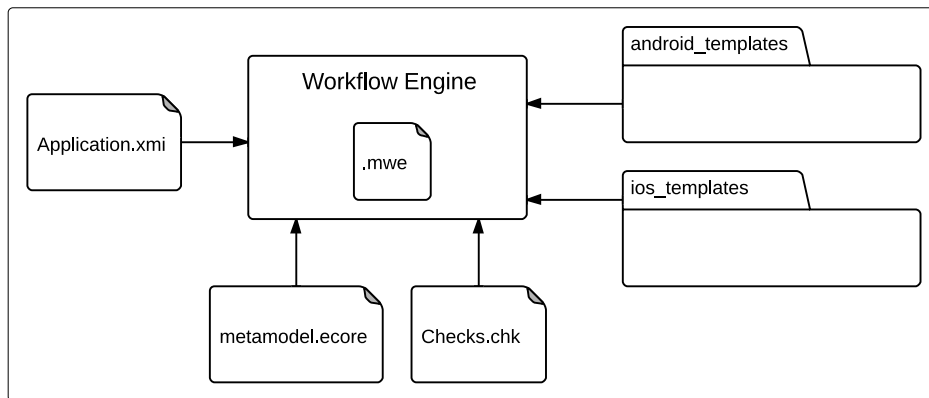 android_templates
Workflow Engine
Application.xmi
.mwe
ios_templates
metamodel.ecore
Checks.chk